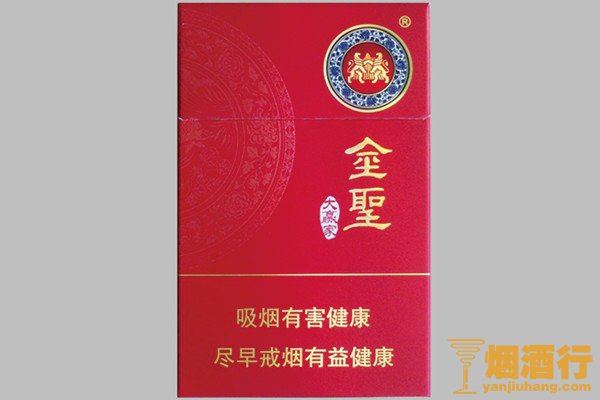 ®
金聖
大赢家
吸烟有害健康
尽早戒烟有益健康
烟酒行
yanjiuhang.com